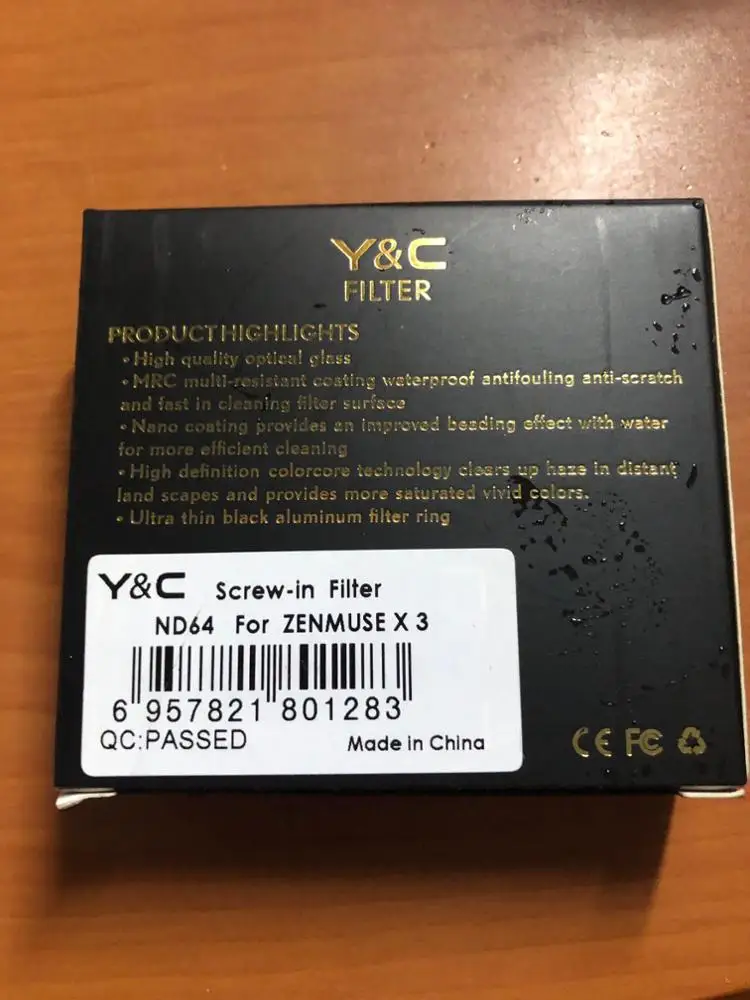 Y&C
FILTER
PRODUCT HIGHLIGHTS
• High quality optical glass
• MRC multi-resistant coating waterproof antifouling anti-scratch
and fast in cleaning filter surface
• Nano coating provides an improved beading effect with water
for more efficient cleaning
• High definition colorcore technology clears up haze in distant
land scapes and provides more saturated vivid colors.
• Ultra thin black aluminum filter ring
Y&C Screw-in Filter
ND64 For ZENMUSE X 3
6 957821 801283
QC:PASSED Made in China
CE FC